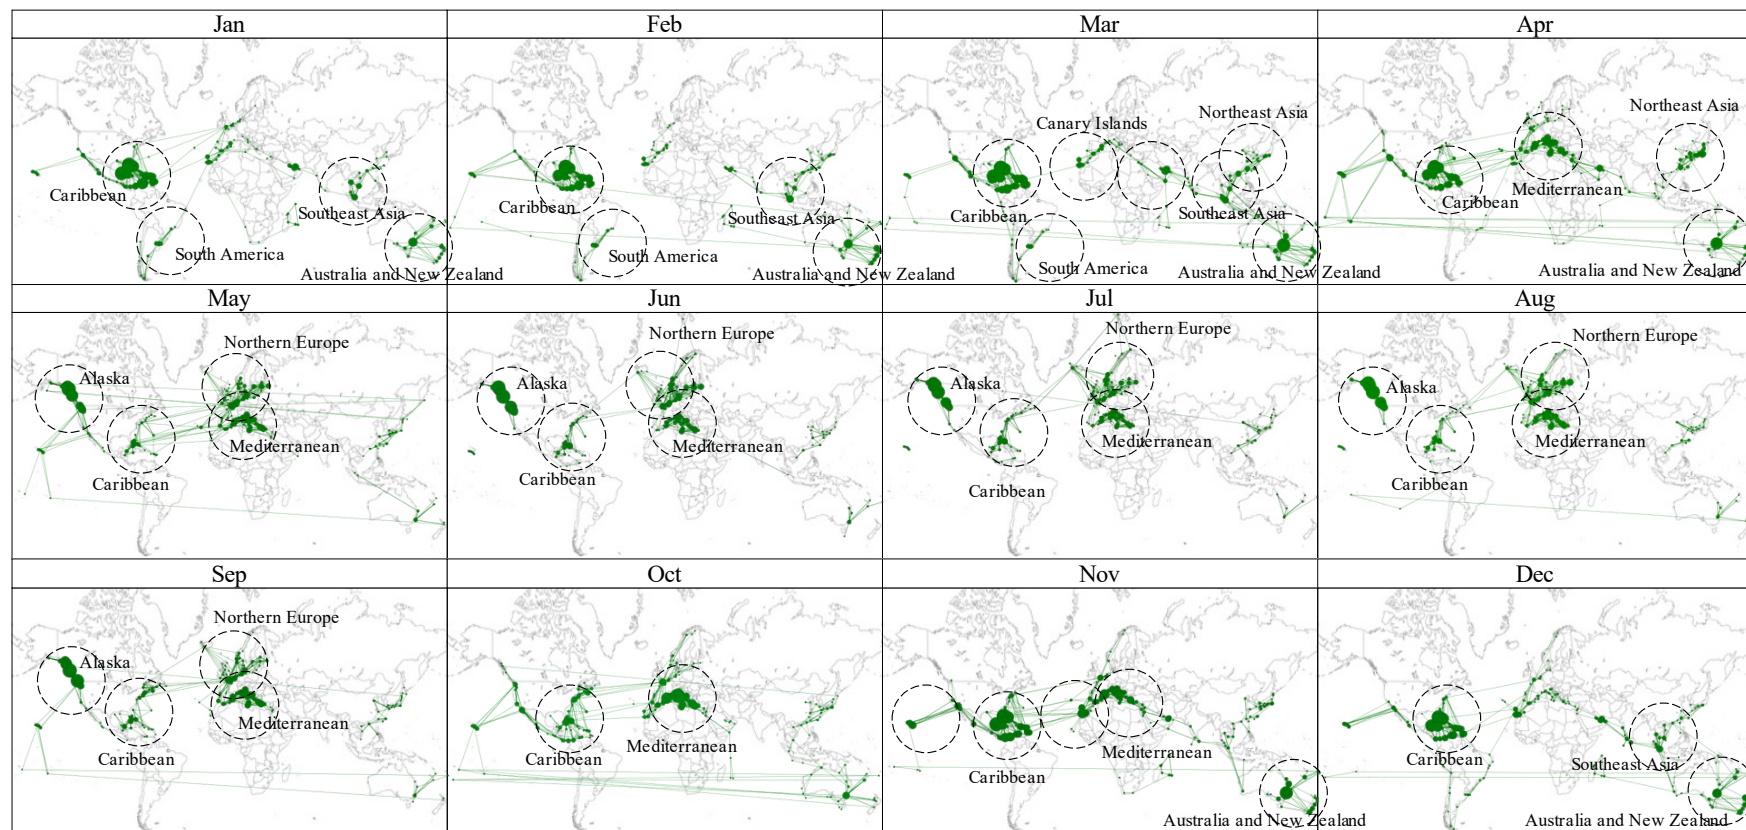 Jan
Feb
Mar
Apr
Caribbean
Southeast Asia
South America
Australia and New Zealand
Caribbean
Southeast Asia
South America
Australia and New Zealand
Canary Islands
Northeast Asia
Caribbean
Southeast Asia
South America
Australia and New Zealand
Northeast Asia
Mediterranean
Caribbean
Australia and New Zealand
May
Jun
Jul
Aug
Northern Europe
Alaska
Mediterranean
Caribbean
Northern Europe
Alaska
Mediterranean
Caribbean
Northern Europe
Alaska
Mediterranean
Caribbean
Northern Europe
Alaska
Mediterranean
Caribbean
Sep
Oct
Nov
Dec
Northern Europe
Alaska
Mediterranean
Caribbean
Mediterranean
Caribbean
Mediterranean
Caribbean
Australia and New Zealand
Caribbean
Southeast Asia
Australia and New Zealand